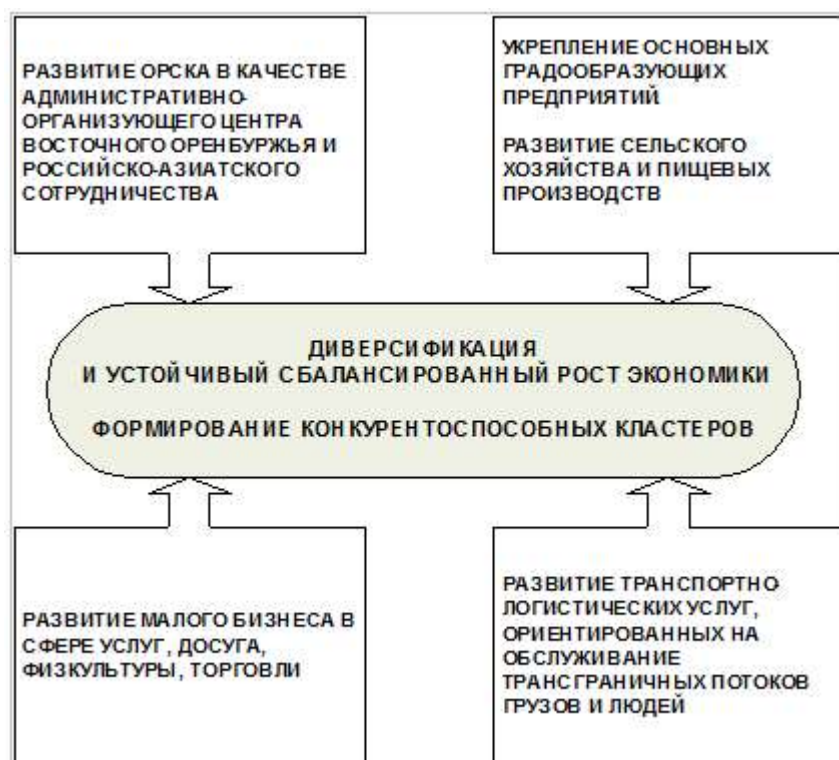 РАЗВИТИЕ ОРСКА В КАЧЕСТВЕ
АДМИНИСТРАТИВНО-
ОРГАНИЗУЮЩЕГО ЦЕНТРА
ВОСТОЧНОГО ОРЕНБУРЖЬЯ И
РОССИЙСКО-АЗИАТСКОГО
СОТРУДНИЧЕСТВА
УКРЕПЛЕНИЕ ОСНОВНЫХ
ГРАДООБРАЗУЮЩИХ
ПРЕДПРИЯТИЙ
РАЗВИТИЕ СЕЛЬСКОГО
ХОЗЯЙСТВА И ПИЩЕВЫХ
ПРОИЗВОДСТВ
ДИВЕРСИФИКАЦИЯ
И УСТОЙЧИВЫЙ СБАЛАНСИРОВАННЫЙ РОСТ ЭКОНОМИКИ
ФОРМИРОВАНИЕ КОНКУРЕНТОСПОСОБНЫХ КЛАСТЕРОВ
РАЗВИТИЕ МАЛОГО БИЗНЕСА В
СФЕРЕ УСЛУГ, ДОСУГА,
ФИЗКУЛЬТУРЫ, ТОРГОВЛИ
РАЗВИТИЕ ТРАНСПОРТНО-
ЛОГИСТИЧЕСКИХ УСЛУГ,
ОРИЕНТИРОВАННЫХ НА
ОБСЛУЖИВАНИЕ
ТРАНСГРАНИЧНЫХ ПОТОКОВ
ГРУЗОВ И ЛЮДЕЙ